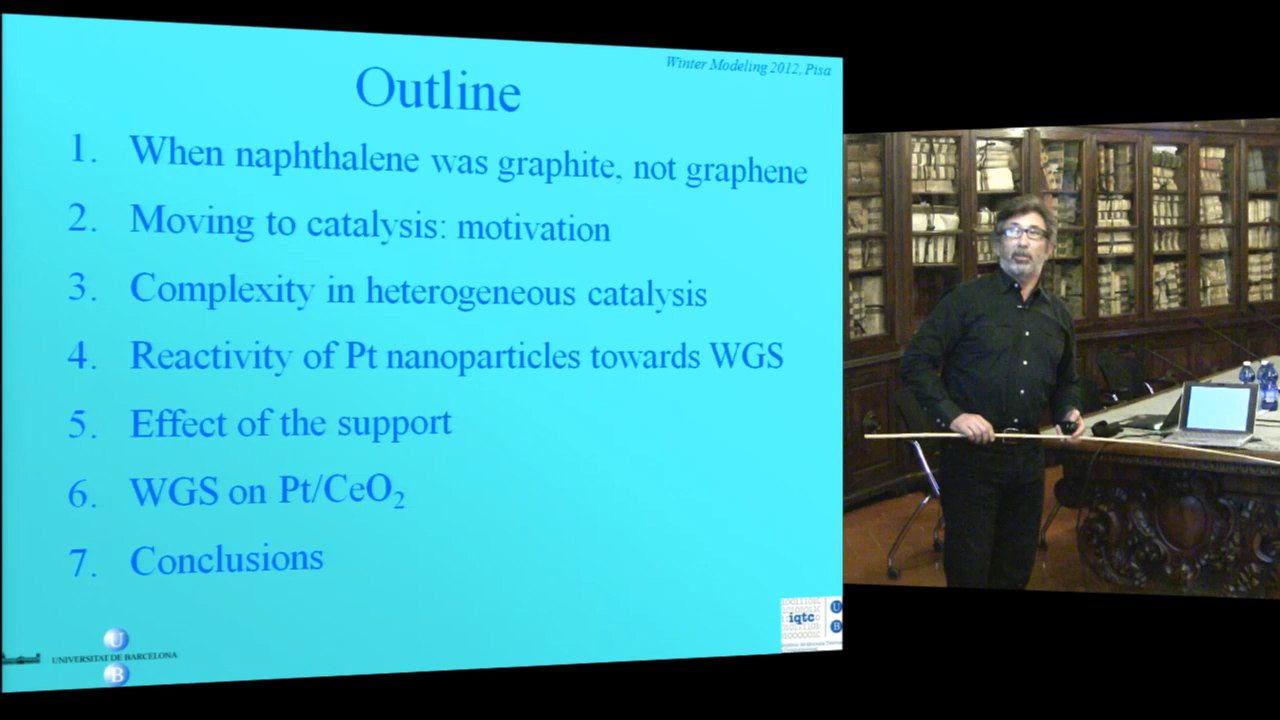 Winter Modeling 2012, Pisa
Outline
1. When naphthalene was graphite, not graphene
2. Moving to catalysis: motivation
3. Complexity in heterogeneous catalysis
4. Reactivity of Pt nanoparticles towards WGS
5. Effect of the support
6. WGS on Pt/CeO₂
7. Conclusions
iqtc
U
B
U
UNIVERSITAT DE BARCELONA
B